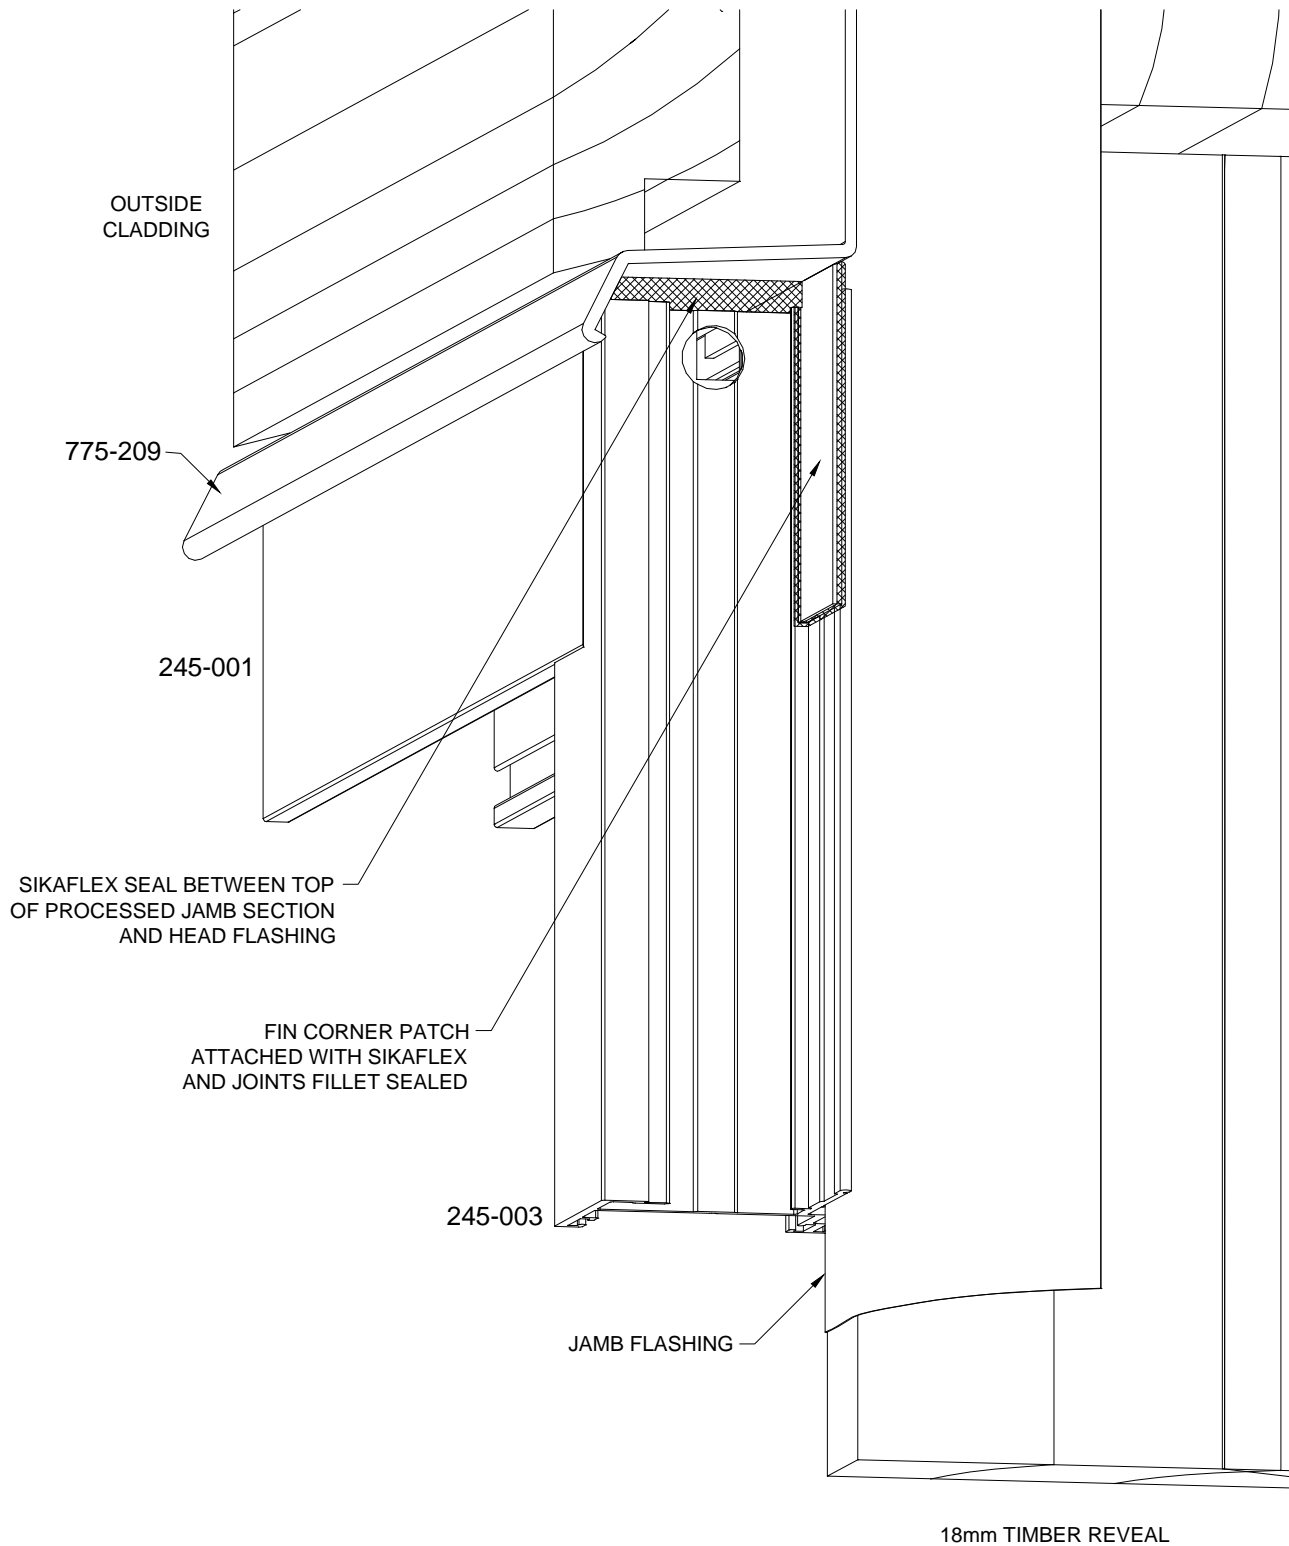 OUTSIDE
CLADDING
775-209
245-001
SIKAFLEX SEAL BETWEEN TOP
OF PROCESSED JAMB SECTION
AND HEAD FLASHING
FIN CORNER PATCH
ATTACHED WITH SIKAFLEX
AND JOINTS FILLET SEALED
245-003
JAMB FLASHING
18mm TIMBER REVEAL